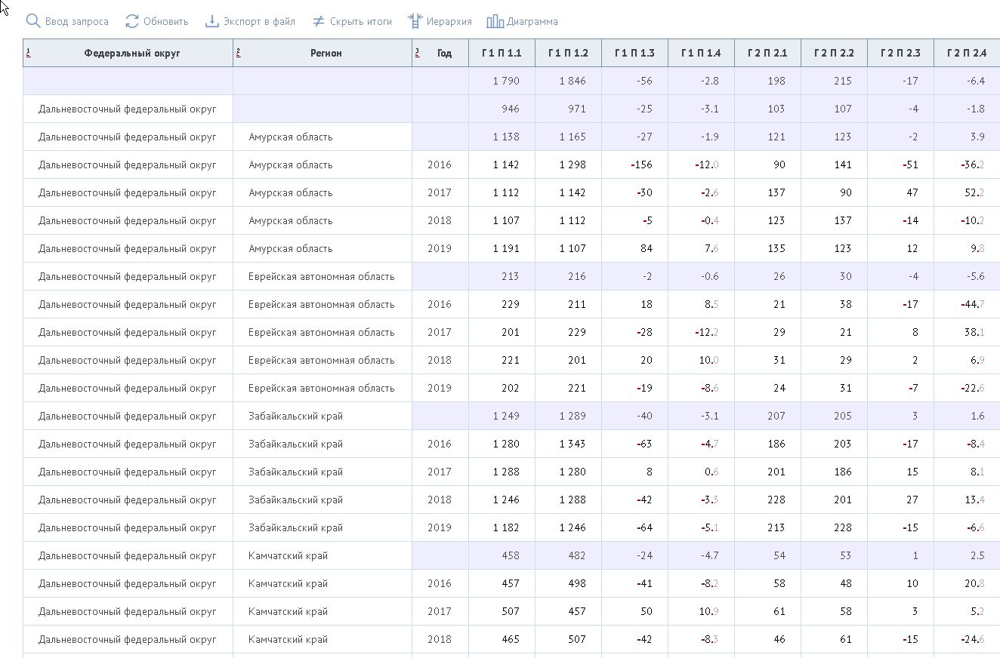 Ввод запроса Обновить Экспорт в файл Скрыть итоги Иерархия Диаграмма
1 Федеральный округ 2 Регион 3 Год Г 1 П 1.1 Г 1 П 1.2 Г 1 П 1.3 Г 1 П 1.4 Г 2 П 2.1 Г 2 П 2.2 Г 2 П 2.3 Г 2 П 2.4
1 790 1 846 -56 -2.8 198 215 -17 -6.4
Дальневосточный федеральный округ 946 971 -25 -3.1 103 107 -4 -1.8
Дальневосточный федеральный округ Амурская область 1 138 1 165 -27 -1.9 121 123 -2 3.9
Дальневосточный федеральный округ Амурская область 2016 1 142 1 298 -156 -12.0 90 141 -51 -36.2
Дальневосточный федеральный округ Амурская область 2017 1 112 1 142 -30 -2.6 137 90 47 52.2
Дальневосточный федеральный округ Амурская область 2018 1 107 1 112 -5 -0.4 123 137 -14 -10.2
Дальневосточный федеральный округ Амурская область 2019 1 191 1 107 84 7.6 135 123 12 9.8
Дальневосточный федеральный округ Еврейская автономная область 213 216 -2 -0.6 26 30 -4 -5.6
Дальневосточный федеральный округ Еврейская автономная область 2016 229 211 18 8.5 21 38 -17 -44.7
Дальневосточный федеральный округ Еврейская автономная область 2017 201 229 -28 -12.2 29 21 8 38.1
Дальневосточный федеральный округ Еврейская автономная область 2018 221 201 20 10.0 31 29 2 6.9
Дальневосточный федеральный округ Еврейская автономная область 2019 202 221 -19 -8.6 24 31 -7 -22.6
Дальневосточный федеральный округ Забайкальский край 1 249 1 289 -40 -3.1 207 205 3 1.6
Дальневосточный федеральный округ Забайкальский край 2016 1 280 1 343 -63 -4.7 186 203 -17 -8.4
Дальневосточный федеральный округ Забайкальский край 2017 1 288 1 280 8 0.6 201 186 15 8.1
Дальневосточный федеральный округ Забайкальский край 2018 1 246 1 288 -42 -3.3 228 201 27 13.4
Дальневосточный федеральный округ Забайкальский край 2019 1 182 1 246 -64 -5.1 213 228 -15 -6.6
Дальневосточный федеральный округ Камчатский край 458 482 -24 -4.7 54 53 1 2.5
Дальневосточный федеральный округ Камчатский край 2016 457 498 -41 -8.2 58 48 10 20.8
Дальневосточный федеральный округ Камчатский край 2017 507 457 50 10.9 61 58 3 5.2
Дальневосточный федеральный округ Камчатский край 2018 465 507 -42 -8.3 46 61 -15 -24.6